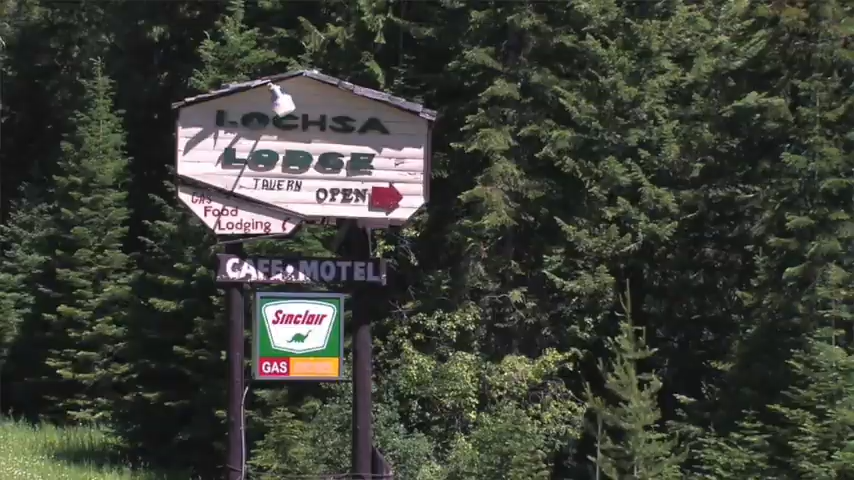 LOCHSA
LODGE
TAVERN
OPEN
GAS
Food
Lodging
CAFE • MOTEL
Sinclair
GAS